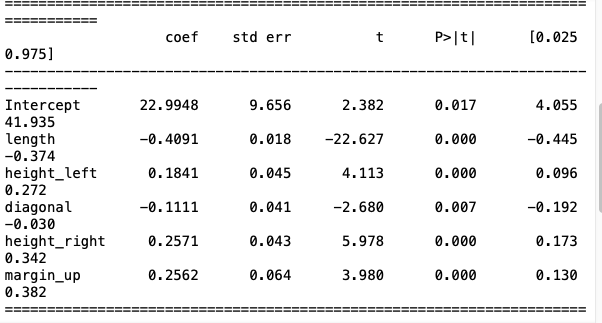 ==============================================================================
===========
                   coef    std err          t      P>|t|      [0.025
0.975]
------------------------------------------------------------------------------
-----------
Intercept       22.9948      9.656      2.382      0.017       4.055
41.935
length          -0.4091      0.018    -22.627      0.000      -0.445
-0.374
height_left      0.1841      0.045      4.113      0.000       0.096
0.272
diagonal        -0.1111      0.041     -2.680      0.007      -0.192
-0.030
height_right     0.2571      0.043      5.978      0.000       0.173
0.342
margin_up        0.2562      0.064      3.980      0.000       0.130
0.382
==============================================================================